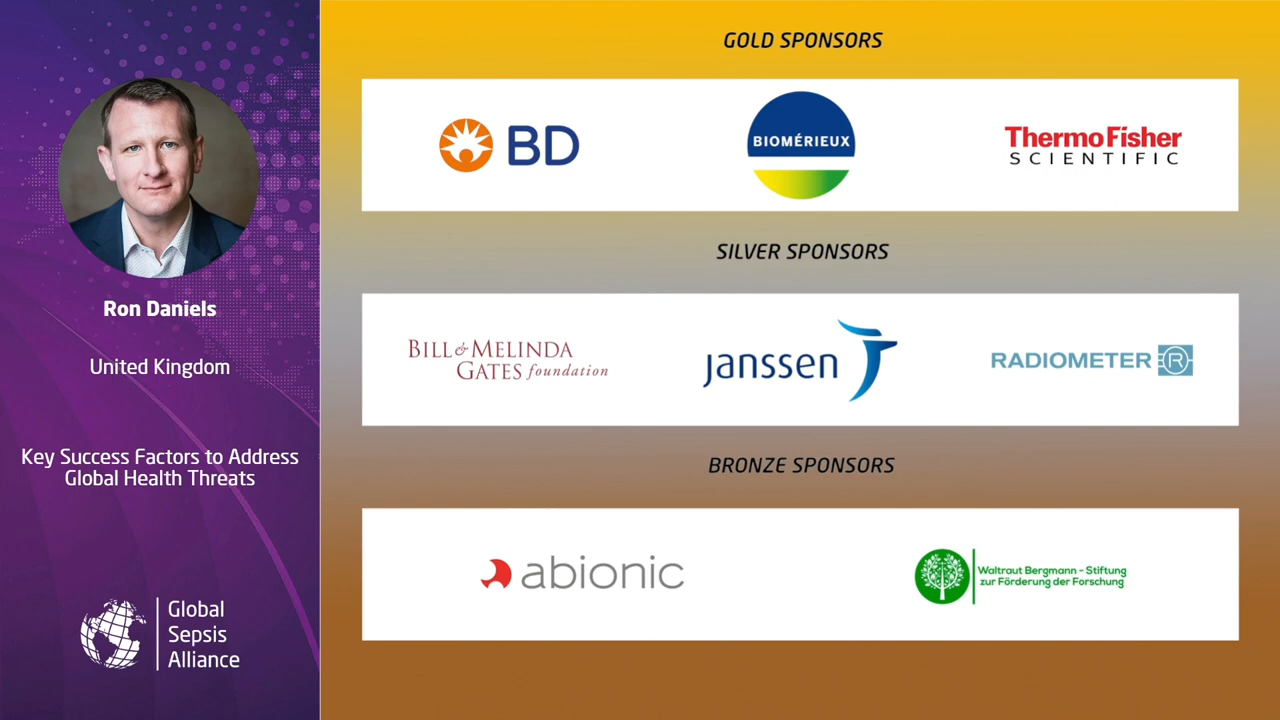 Ron Daniels
United Kingdom
Key Success Factors to Address
Global Health Threats
Global
Sepsis
Alliance
GOLD SPONSORS
BD
BIOMÉRIEUX
ThermoFisher
SCIENTIFIC
SILVER SPONSORS
BILL & MELINDA
GATES foundation
janssen
RADIOMETER R
BRONZE SPONSORS
abionic
Waltraut Bergmann – Stiftung
zur Förderung der Forschung